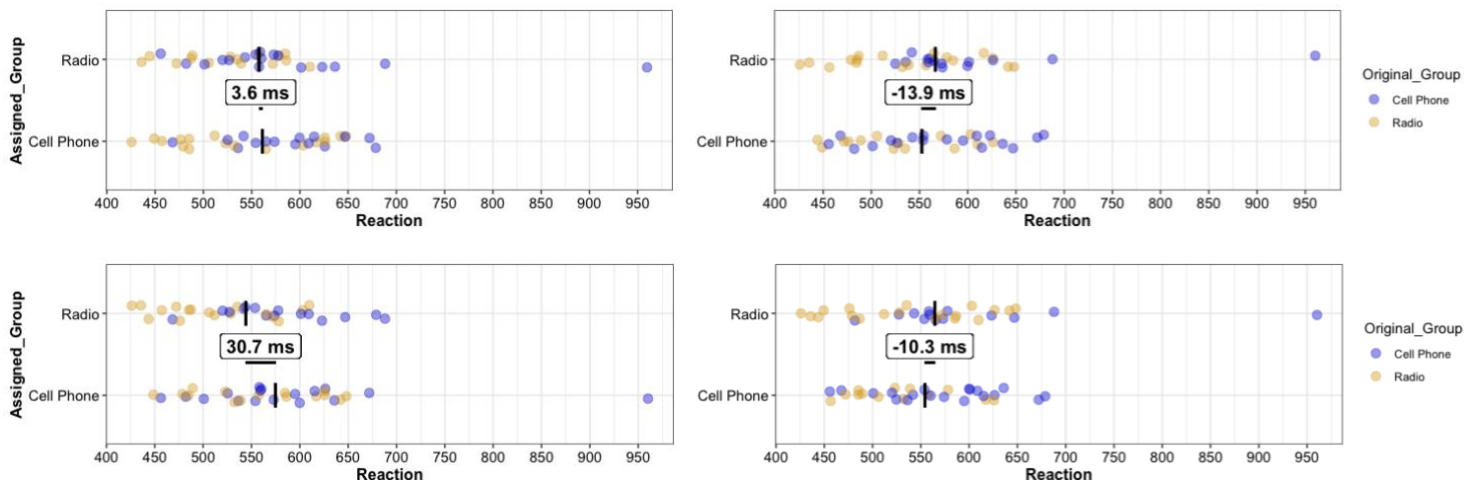 Assigned_Group
Radio
3.6 ms
Cell Phone
400 450 500 550 600 650 700 750 800 850 900 950
Reaction
Radio
-13.9 ms
Cell Phone
400 450 500 550 600 650 700 750 800 850 900 950
Reaction
Original_Group
Cell Phone
Radio
Assigned_Group
Radio
30.7 ms
Cell Phone
400 450 500 550 600 650 700 750 800 850 900 950
Reaction
Radio
-10.3 ms
Cell Phone
400 450 500 550 600 650 700 750 800 850 900 950
Reaction
Original_Group
Cell Phone
Radio